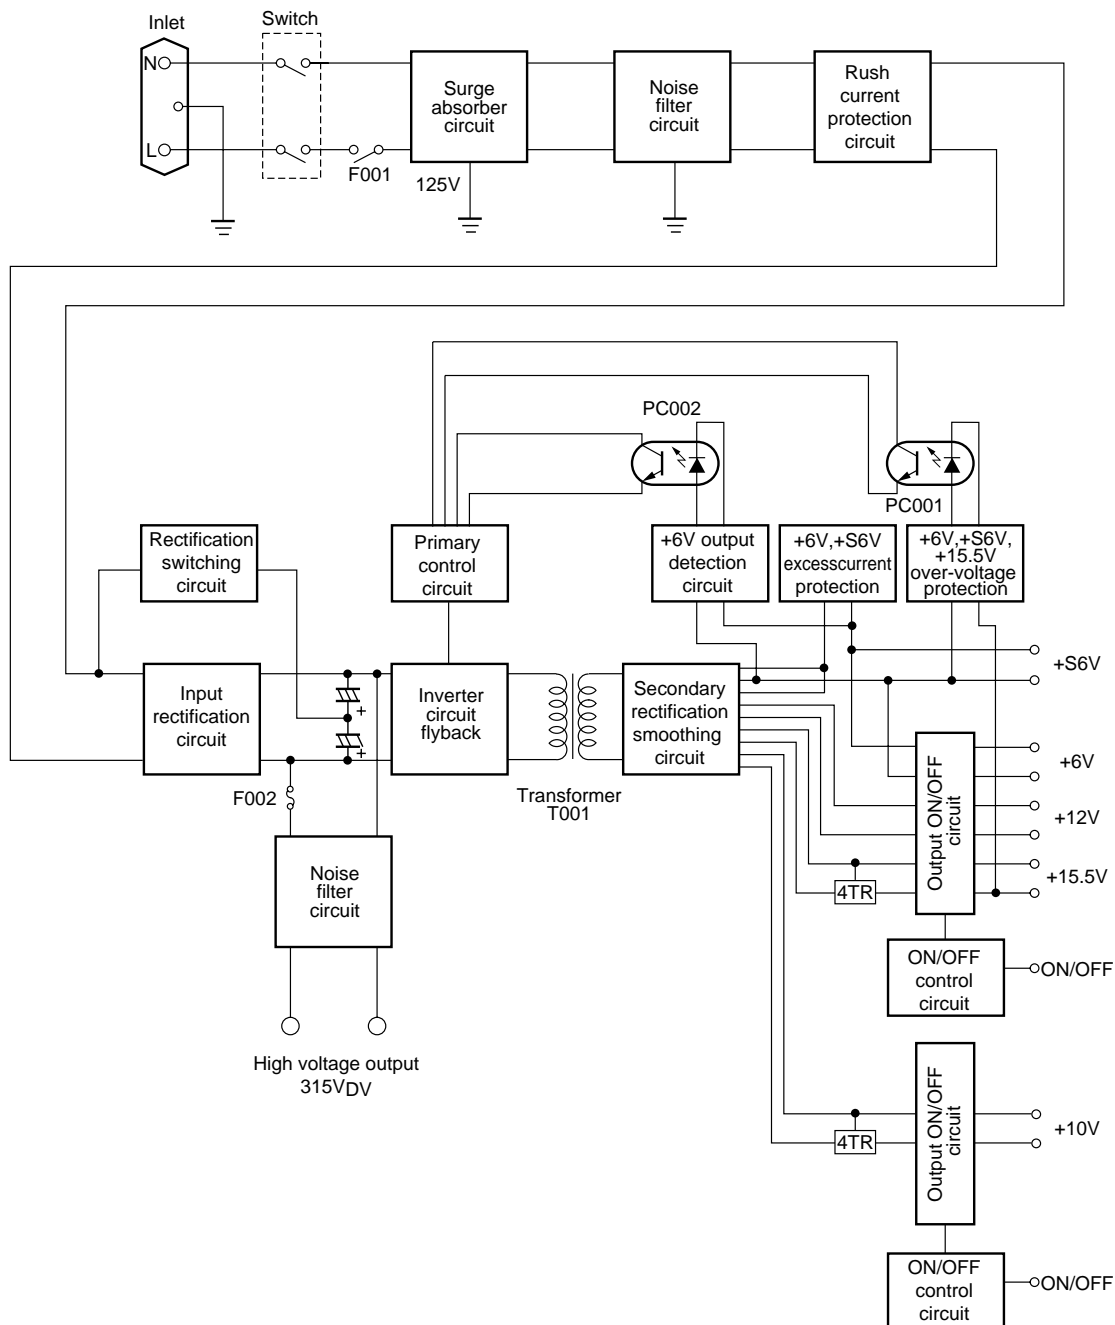 Inlet
Switch
N
L
F001
Surge
absorber
circuit
125V
Noise
filter
circuit
Rush
current
protection
circuit
PC002
PC001
Rectification
switching
circuit
Primary
control
circuit
+6V output
detection
circuit
+6V,+S6V
excesscurrent
protection
+6V,+S6V,
+15.5V
over-voltage
protection
Input
rectification
circuit
+
+
Inverter
circuit
flyback
Transformer
T001
Secondary
rectification
smoothing
circuit
+S6V
+6V
+12V
+15.5V
Output ON/OFF
circuit
4TR
F002
Noise
filter
circuit
ON/OFF
control
circuit
ON/OFF
High voltage output
315VDV
Output ON/OFF
circuit
4TR
+10V
ON/OFF
control
circuit
ON/OFF